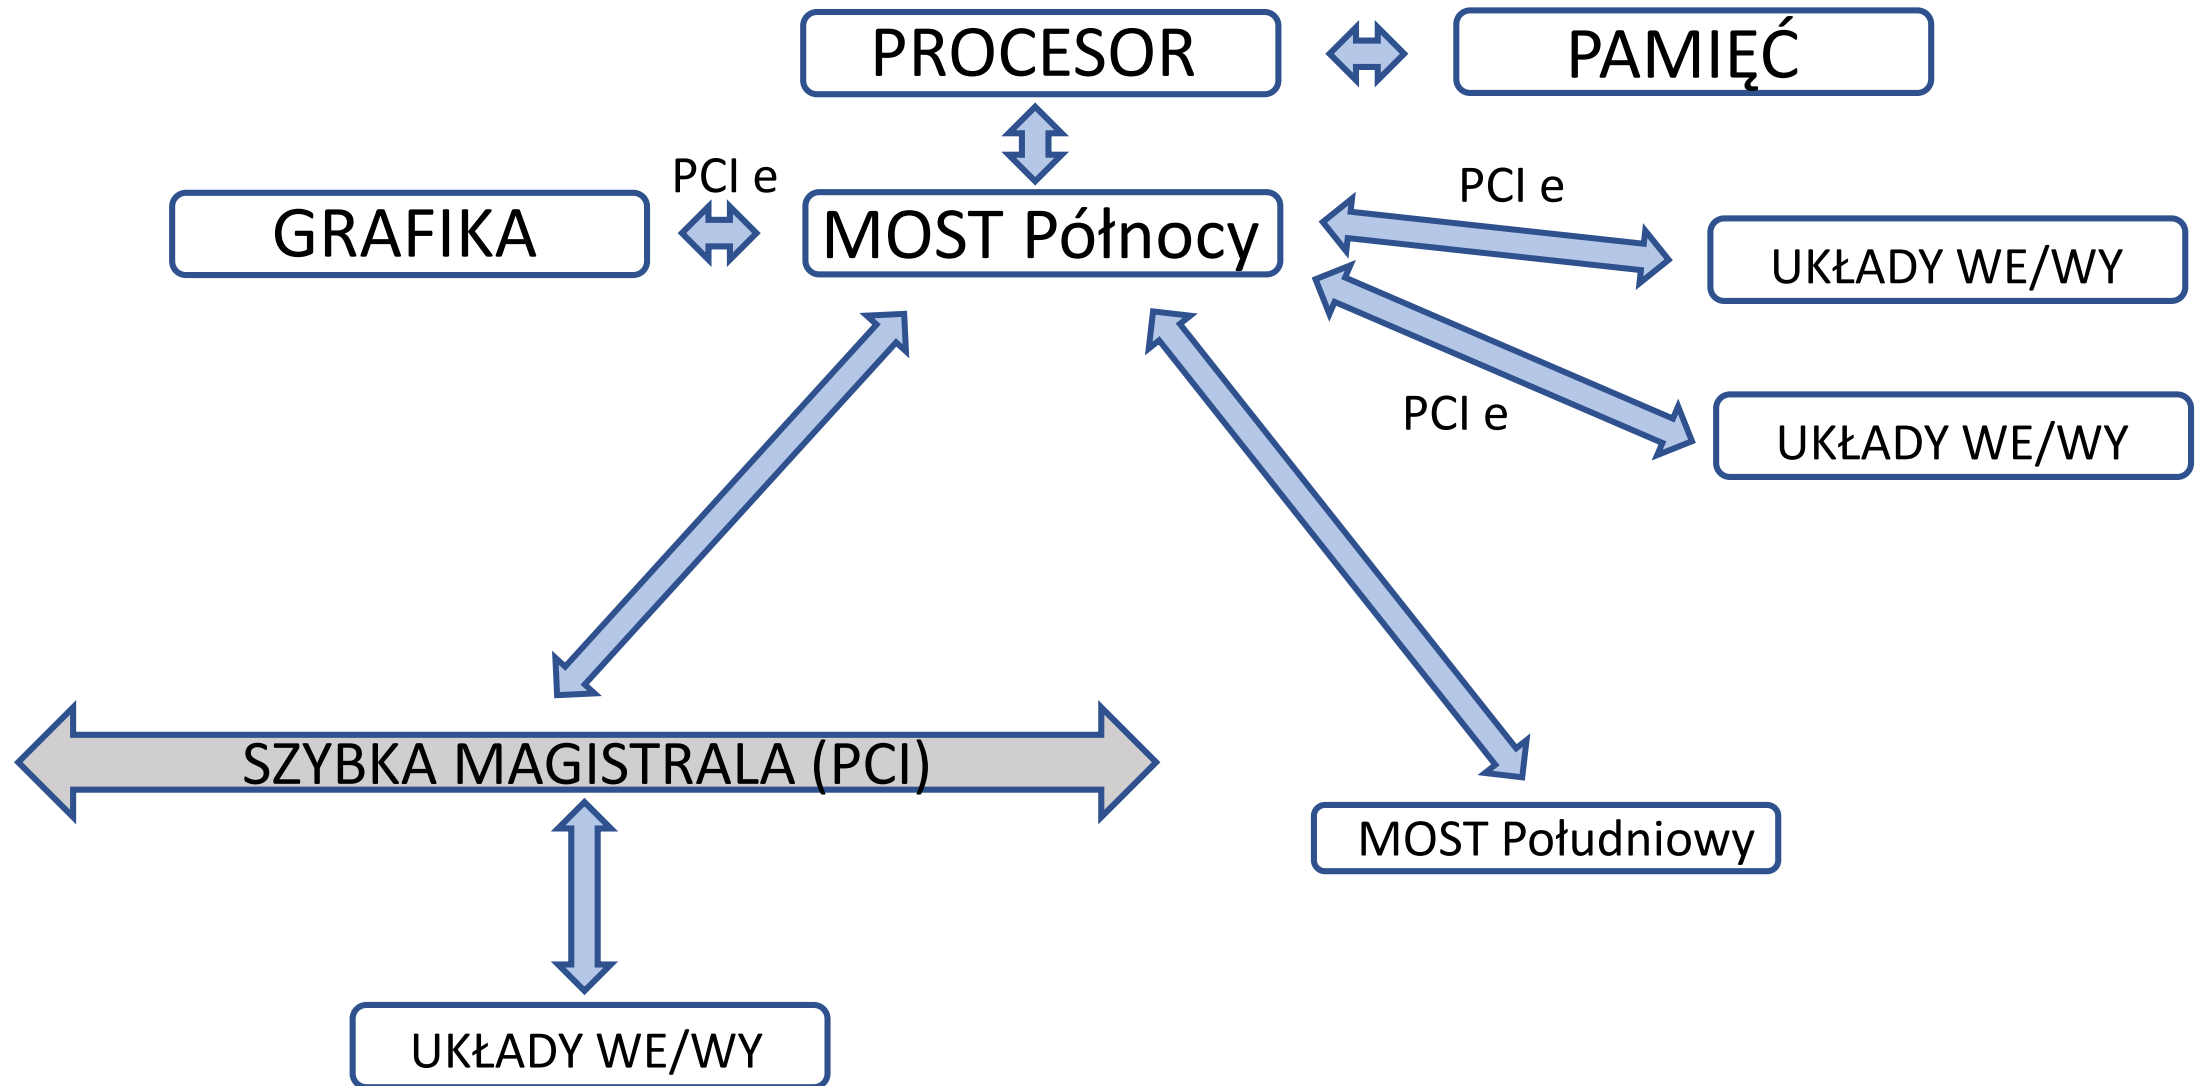 PROCESOR
PAMIĘĆ
PCI e
PCI e
GRAFIKA
MOST Północy
UKŁADY WE/WY
PCI e
UKŁADY WE/WY
SZYBKA MAGISTRALA (PCI)
MOST Południowy
UKŁADY WE/WY